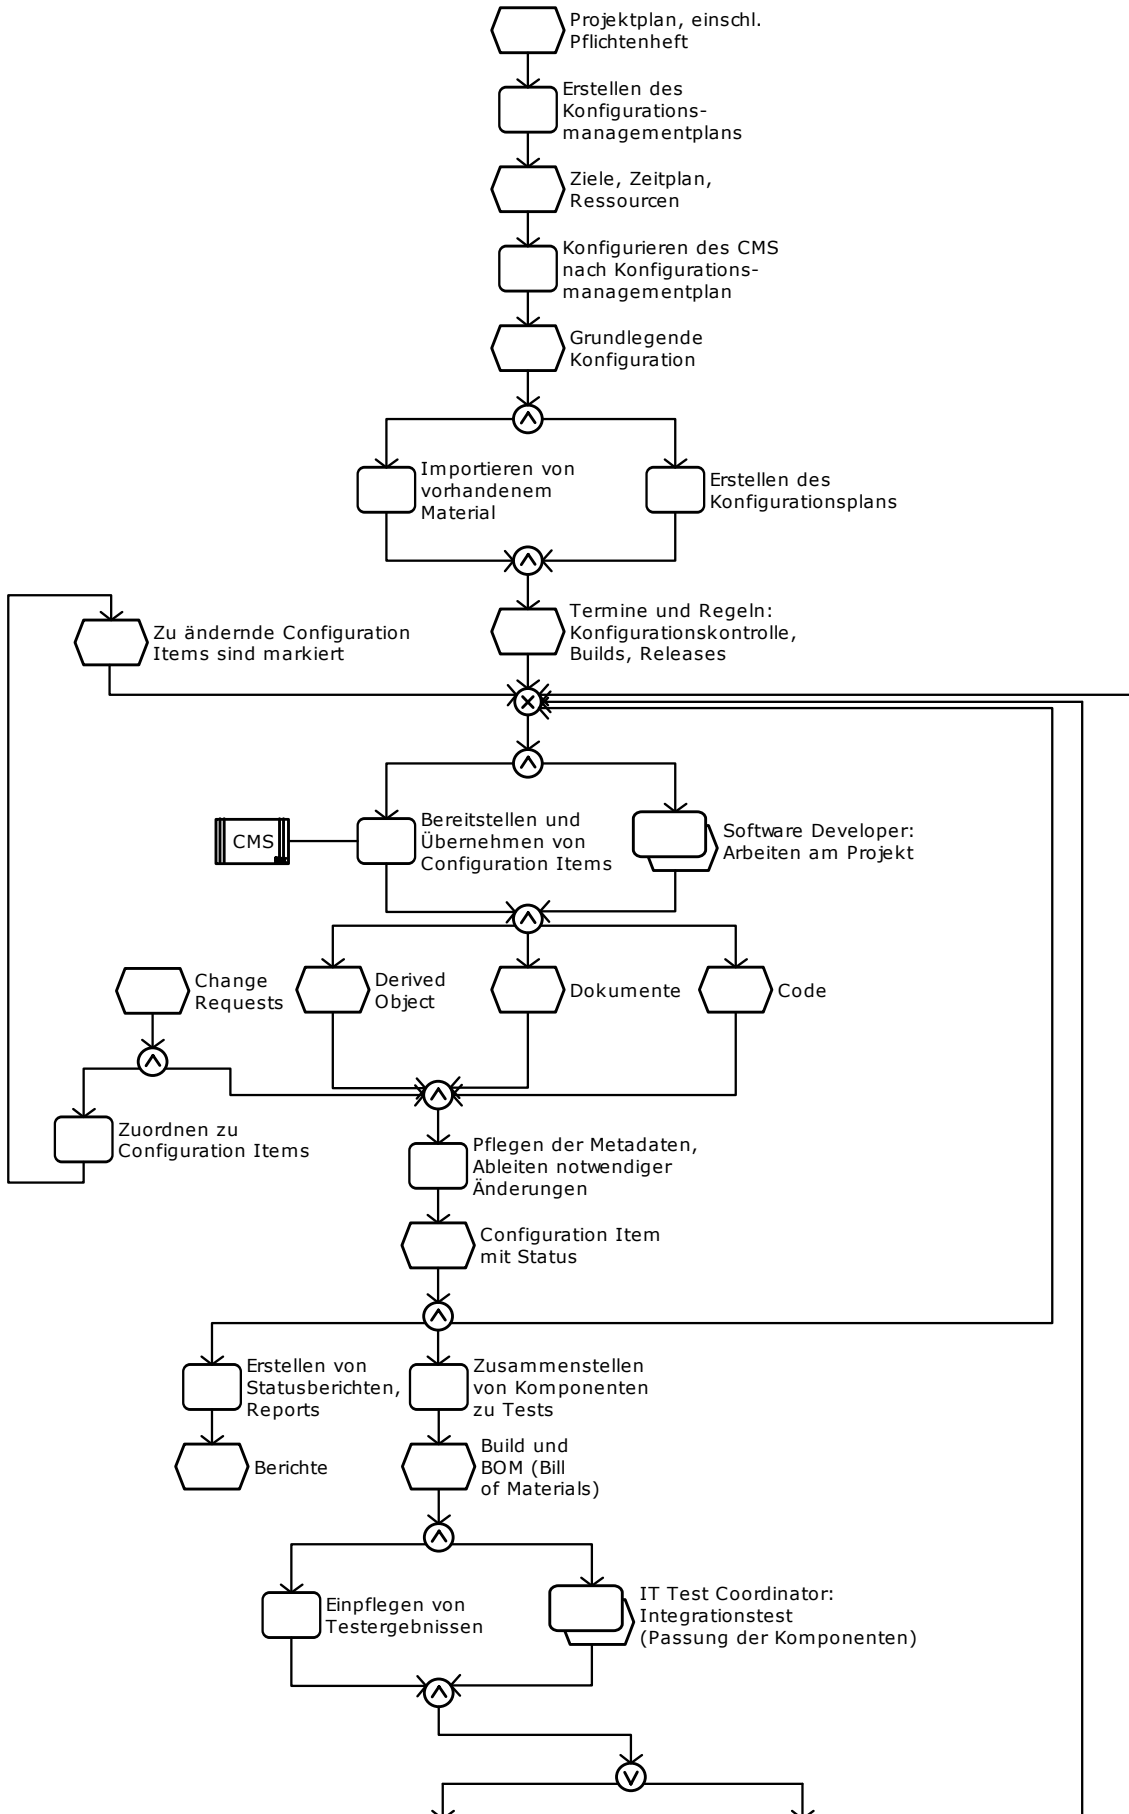 Projektplan, einschl.
Pflichtenheft
Erstellen des
Konfigurations-
managementplans
Ziele, Zeitplan,
Ressourcen
Konfigurieren des CMS
nach Konfigurations-
managementplan
Grundlegende
Konfiguration
Importieren von
vorhandenem
Material
Erstellen des
Konfigurationsplans
Termine und Regeln:
Konfigurationskontrolle,
Builds, Releases
Zu ändernde Configuration
Items sind markiert
CMS
Bereitstellen und
Übernehmen von
Configuration Items
Software Developer:
Arbeiten am Projekt
Change
Requests
Derived
Object
Dokumente
Code
Zuordnen zu
Configuration Items
Pflegen der Metadaten,
Ableiten notwendiger
Änderungen
Configuration Item
mit Status
Erstellen von
Statusberichten,
Reports
Zusammenstellen
von Komponenten
zu Tests
Berichte
Build und
BOM (Bill
of Materials)
Einpflegen von
Testergebnissen
IT Test Coordinator:
Integrationstest
(Passung der Komponenten)